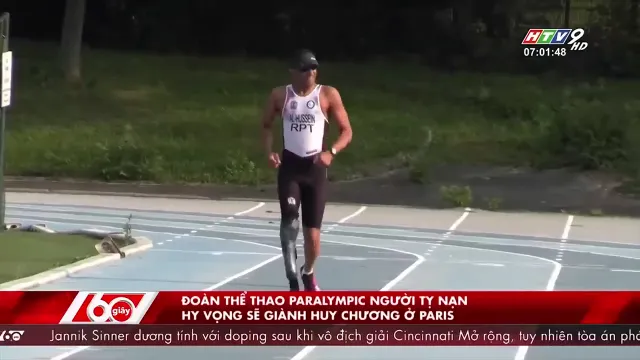 HTV9 HD
07:01:48
AL HUSSEIN
RPT
60 giây
ĐOÀN THỂ THAO PARALYMPIC NGƯỜI TỴ NẠN
HY VỌNG SẼ GIÀNH HUY CHƯƠNG Ở PARIS
60s Jannik Sinner dương tính với doping sau khi vô địch giải Cincinnati Mở rộng, tuy nhiên tòa án